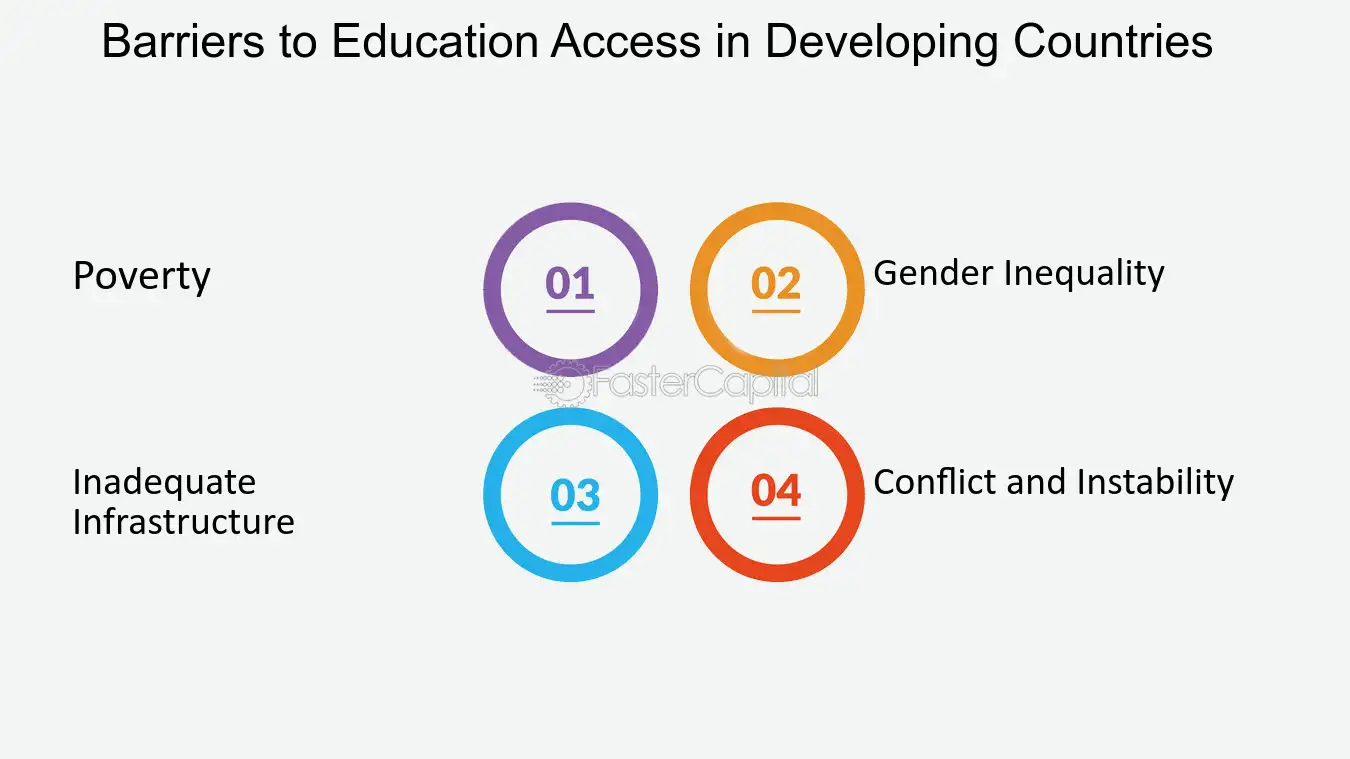 Barriers to Education Access in Developing Countries
Poverty
01
02
Gender Inequality
FasterCapital
Inadequate
Infrastructure
03
04
Conflict and Instability